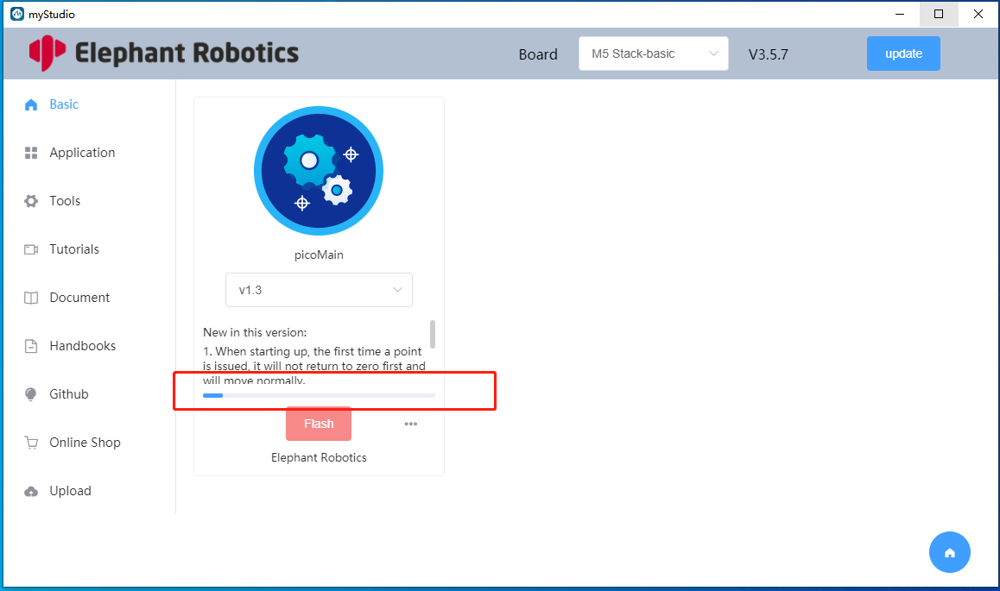 myStudio
Elephant Robotics
Board
M5 Stack-basic
V3.5.7
update
Basic
Application
Tools
Tutorials
Document
Handbooks
Github
Online Shop
Upload
picoMain
v1.3
New in this version:
1. When starting up, the first time a point
is issued, it will not return to zero first and
will move normally.
Flash
Elephant Robotics